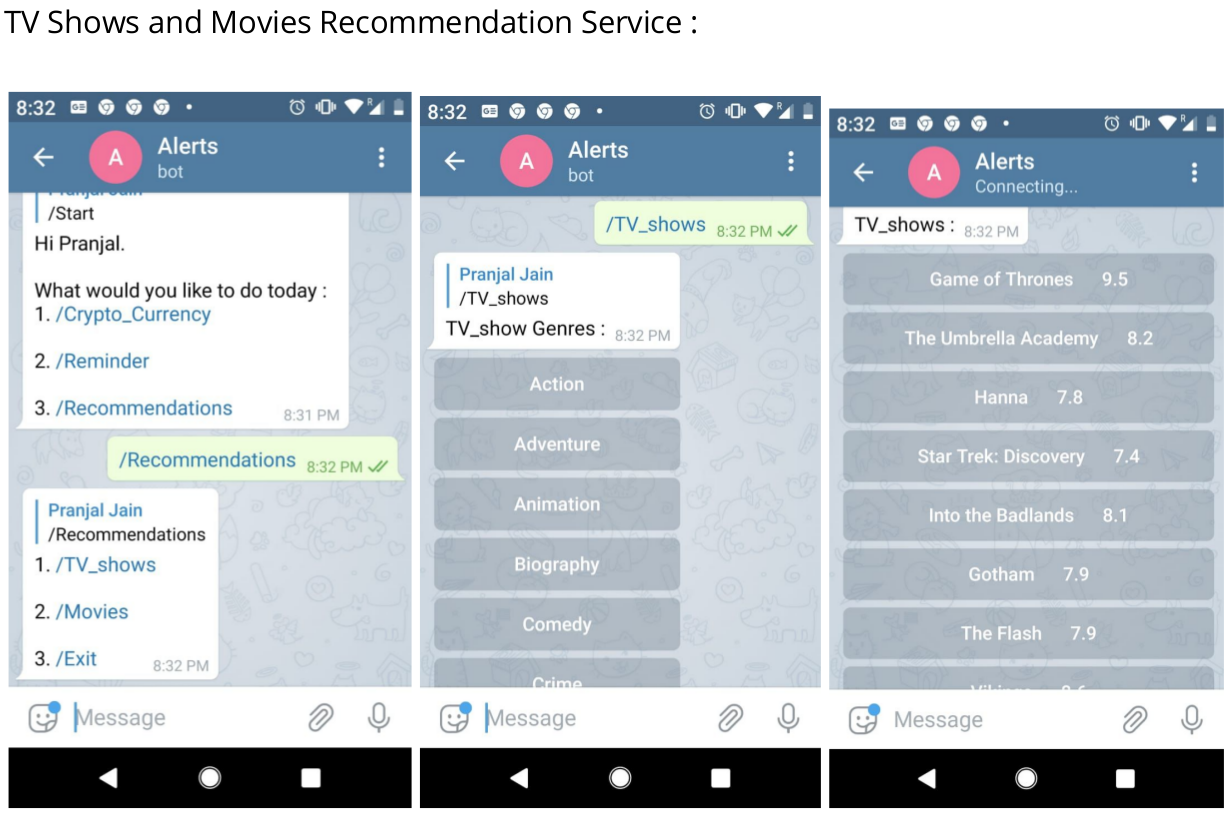 TV Shows and Movies Recommendation Service :
8:32
R
A
Alerts
bot
Pranjal Jain
/Start
Hi Pranjal.
What would you like to do today :
1. /Crypto_Currency
2. /Reminder
3. /Recommendations 8:31 PM
/Recommendations 8:32 PM
Pranjal Jain
/Recommendations
1. /TV_shows
2. /Movies
3. /Exit 8:32 PM
Message
8:32
R
A
Alerts
bot
/TV_shows 8:32 PM
Pranjal Jain
/TV_shows
TV_show Genres : 8:32 PM
Action
Adventure
Animation
Biography
Comedy
Crime
Message
8:32
R
A
Alerts
Connecting...
TV_shows : 8:32 PM
Game of Thrones 9.5
The Umbrella Academy 8.2
Hanna 7.8
Star Trek: Discovery 7.4
Into the Badlands 8.1
Gotham 7.9
The Flash 7.9
Vikings 8.6
Message